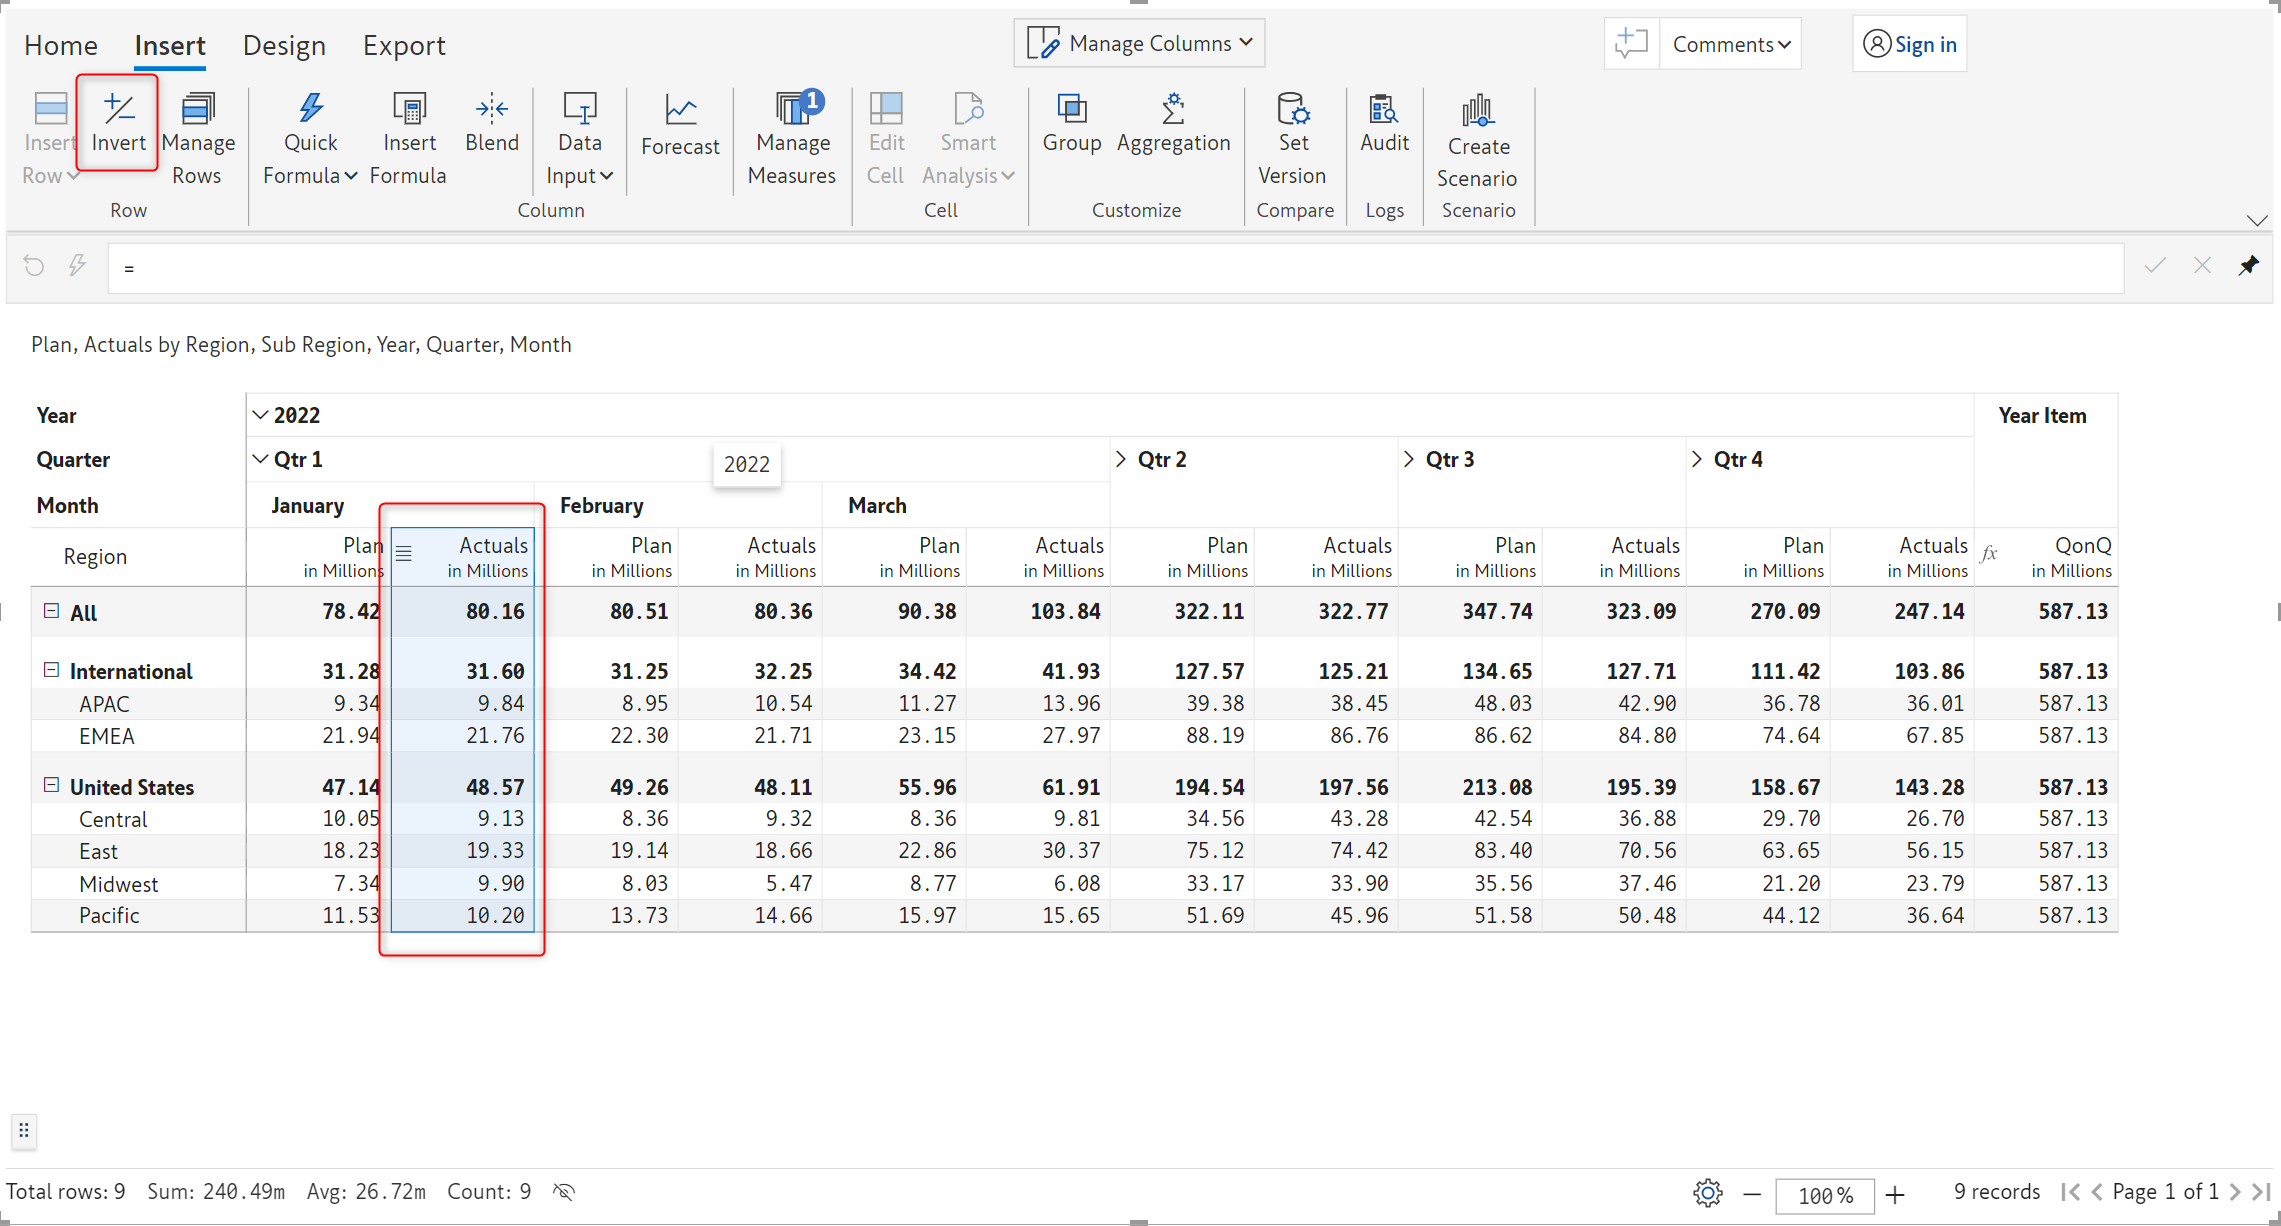 Home Insert Design Export Manage Columns Comments Sign in
Insert Row Invert Manage Rows Quick Formula Insert Formula Blend Data Input Forecast Manage Measures 1 Edit Cell Smart Analysis Group Aggregation Set Version Audit Create Scenario
Row Column Cell Customize Compare Logs Scenario
=
Plan, Actuals by Region, Sub Region, Year, Quarter, Month
Year 2022 Year Item
Quarter Qtr 1 2022 Qtr 2 Qtr 3 Qtr 4
Month January February March
Region Plan Actuals Plan Actuals Plan Actuals Plan Actuals Plan Actuals Plan Actuals fx QonQ
in Millions in Millions in Millions in Millions in Millions in Millions in Millions in Millions in Millions in Millions in Millions in Millions in Millions
All 78.42 80.16 80.51 80.36 90.38 103.84 322.11 322.77 347.74 323.09 270.09 247.14 587.13
International 31.28 31.60 31.25 32.25 34.42 41.93 127.57 125.21 134.65 127.71 111.42 103.86 587.13
APAC 9.34 9.84 8.95 10.54 11.27 13.96 39.38 38.45 48.03 42.90 36.78 36.01 587.13
EMEA 21.94 21.76 22.30 21.71 23.15 27.97 88.19 86.76 86.62 84.80 74.64 67.85 587.13
United States 47.14 48.57 49.26 48.11 55.96 61.91 194.54 197.56 213.08 195.39 158.67 143.28 587.13
Central 10.05 9.13 8.36 9.32 8.36 9.81 34.56 43.28 42.54 36.88 29.70 26.70 587.13
East 18.23 19.33 19.14 18.66 22.86 30.37 75.12 74.42 83.40 70.56 63.65 56.15 587.13
Midwest 7.34 9.90 8.03 5.47 8.77 6.08 33.17 33.90 35.56 37.46 21.20 23.79 587.13
Pacific 11.53 10.20 13.73 14.66 15.97 15.65 51.69 45.96 51.58 50.48 44.12 36.64 587.13
Total rows: 9 Sum: 240.49m Avg: 26.72m Count: 9 100 % 9 records Page 1 of 1